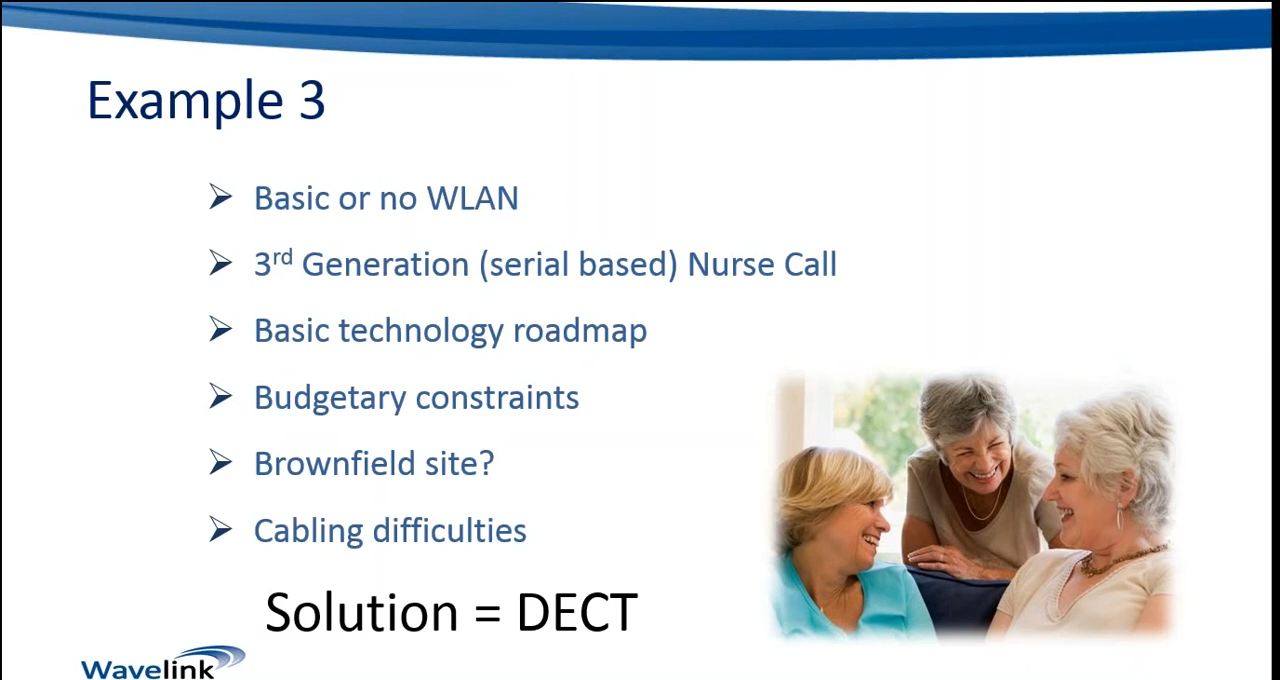 Example 3
Basic or no WLAN
3rd Generation (serial based) Nurse Call
Basic technology roadmap
Budgetary constraints
Brownfield site?
Cabling difficulties
Solution = DECT
Wavelink